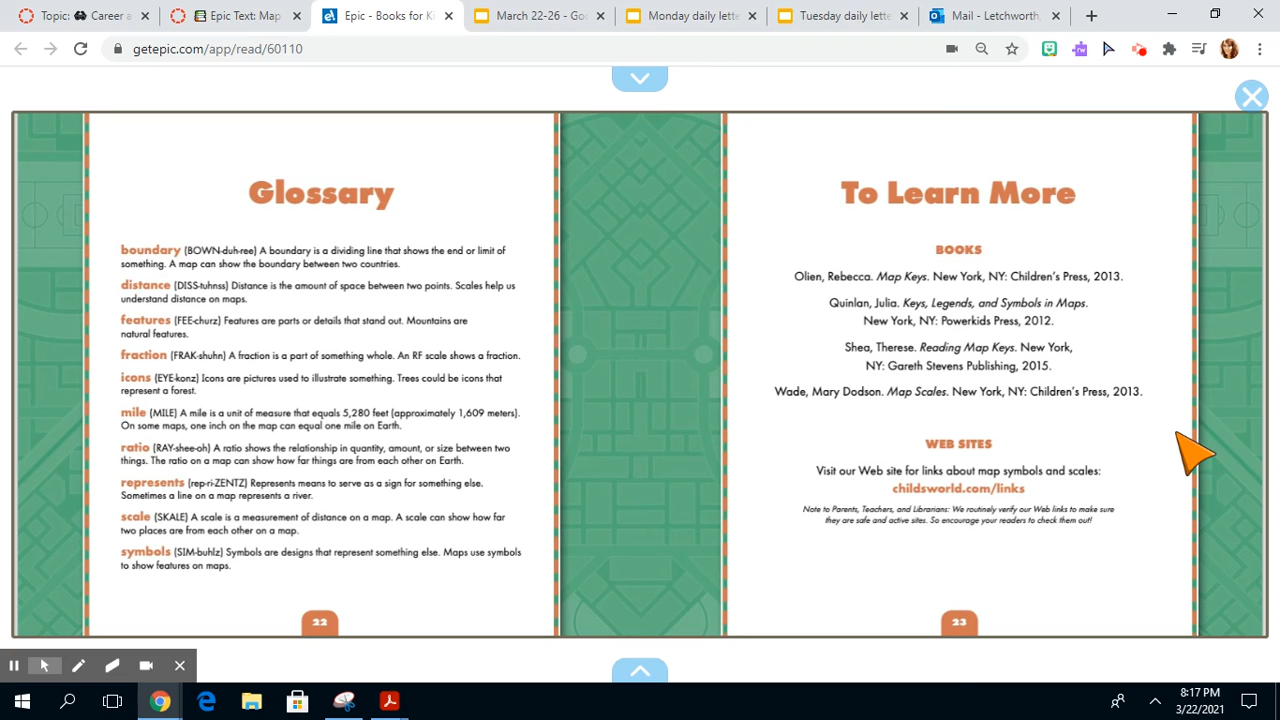 Topic: Career a
Epic Text: Map
Epic - Books for Ki
March 22-26 - Goo
Monday daily lette
Tuesday daily lette
Mail - Letchworth,
getepic.com/app/read/60110
Glossary
boundary (BOWN-duh-ree) A boundary is a dividing line that shows the end or limit of
something. A map can show the boundary between two countries.
distance (DISS-tuhnss) Distance is the amount of space between two points. Scales help us
understand distance on maps.
features (FEE-churz) Features are parts or details that stand out. Mountains are
natural features.
fraction (FRAK-shuhn) A fraction is a part of something whole. An RF scale shows a fraction.
icons (EYE-konz) Icons are pictures used to illustrate something. Trees could be icons that
represent a forest.
mile (MILE) A mile is a unit of measure that equals 5,280 feet (approximately 1,609 meters).
On some maps, one inch on the map can equal one mile on Earth.
ratio (RAY-shee-oh) A ratio shows the relationship in quantity, amount, or size between two
things. The ratio on a map can show how far things are from each other on Earth.
represents (rep-ri-ZENTZ) Represents means to serve as a sign for something else.
Sometimes a line on a map represents a river.
scale (SKALE) A scale is a measurement of distance on a map. A scale can show how far
two places are from each other on a map.
symbols (SIM-buhlz) Symbols are designs that represent something else. Maps use symbols
to show features on maps.
22
To Learn More
BOOKS
Olien, Rebecca. Map Keys. New York, NY: Children's Press, 2013.
Quinlan, Julia. Keys, Legends, and Symbols in Maps.
New York, NY: Powerkids Press, 2012.
Shea, Therese. Reading Map Keys. New York,
NY: Gareth Stevens Publishing, 2015.
Wade, Mary Dodson. Map Scales. New York, NY: Children's Press, 2013.
WEB SITES
Visit our Web site for links about map symbols and scales:
childsworld.com/links
Note to Parents, Teachers, and Librarians: We routinely verify our Web links to make sure
they are safe and active sites. So encourage your readers to check them out!
23
8:17 PM
3/22/2021